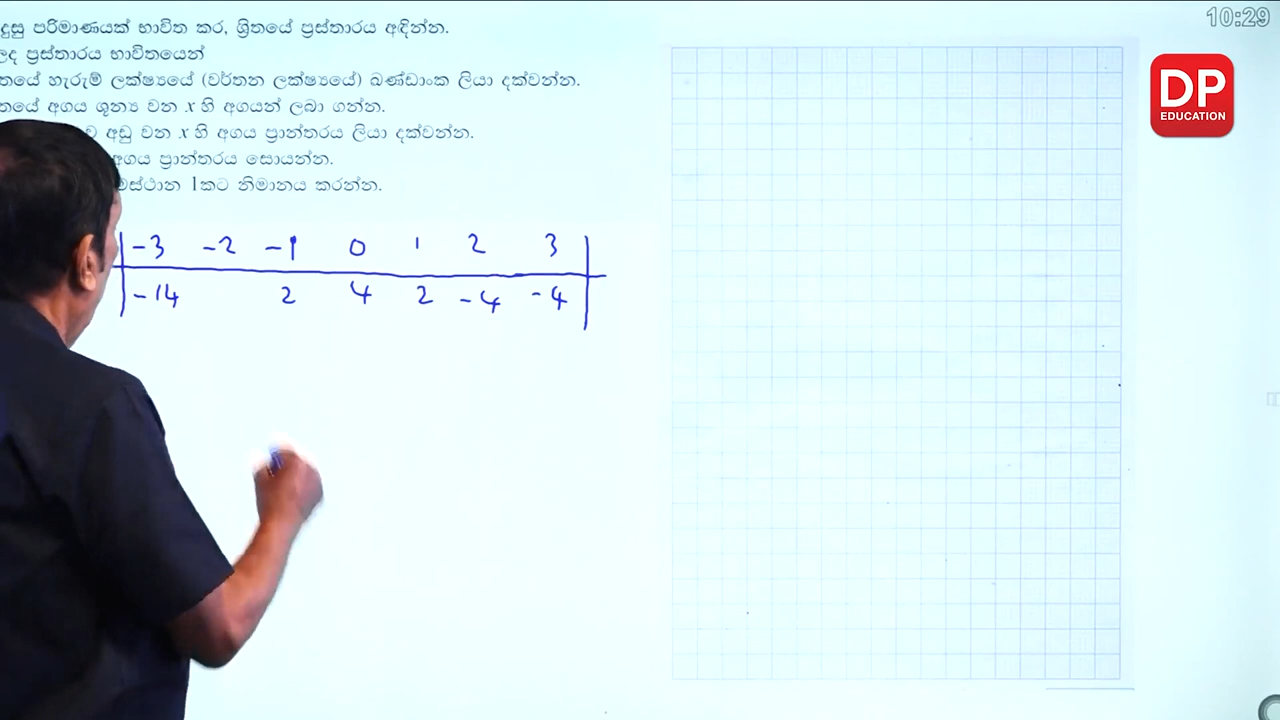 10:29
දුසු පරිමාණයක් භාවිත කර, ශ්‍රිතයේ ප්‍රස්තාරය අඳින්න.
ලද ප්‍රස්තාරය භාවිතයෙන්
තයේ හැරුම් ලක්ෂ්‍යයේ (වර්තන ලක්ෂ්‍යයේ) ඛණ්ඩාංක ලියා දක්වන්න.
තයේ අගය ශූන්‍ය වන x හි අගයන් ලබා ගන්න.
ව අඩු වන x හි අගය ප්‍රාන්තරය ලියා දක්වන්න.
අගය ප්‍රාන්තරය සොයන්න.
මස්ථාන 1කට නිමානය කරන්න.
DP
EDUCATION
-3 -2 -1 0 1 2 3
-14 2 4 2 -4 -4